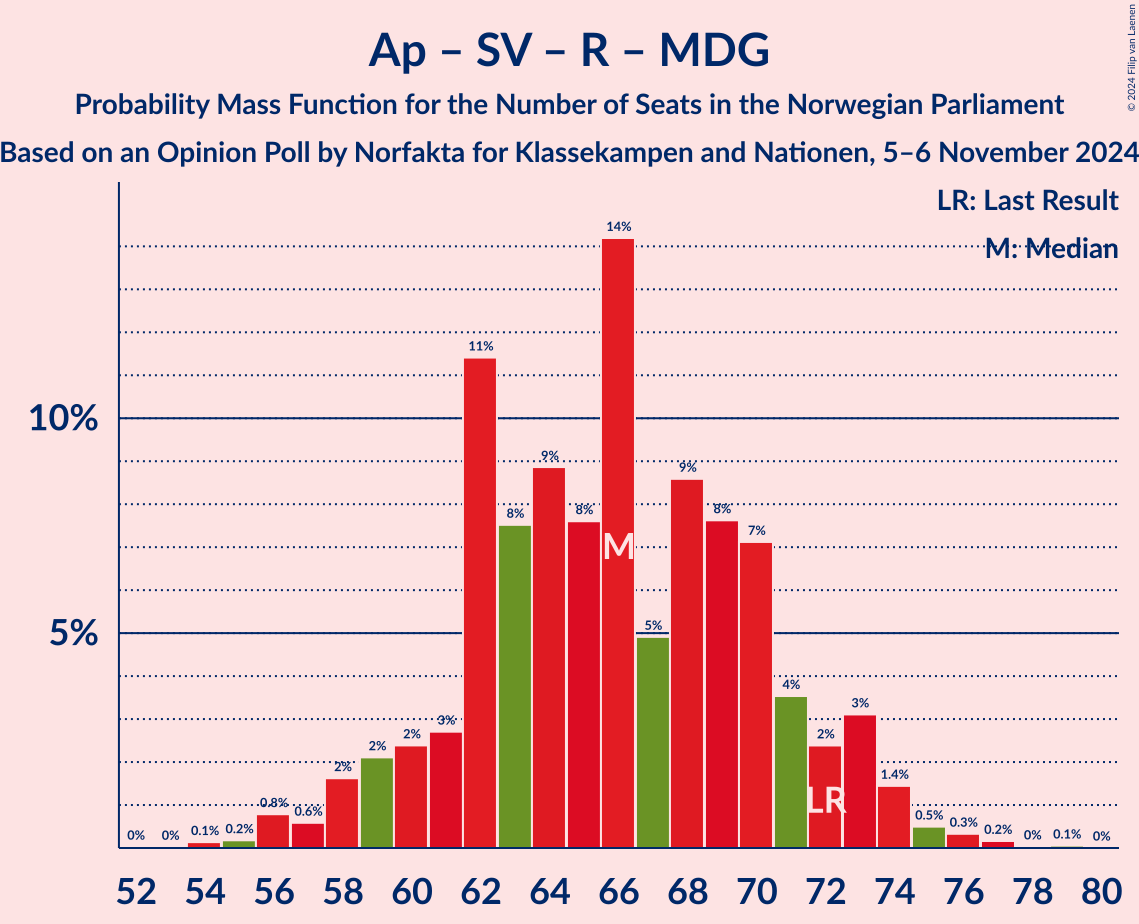 Ap – SV – R – MDG
Probability Mass Function for the Number of Seats in the Norwegian Parliament
Based on an Opinion Poll by Norfakta for Klassekampen and Nationen, 5–6 November 2024
© 2024 Filip van Laenen
LR: Last Result
M: Median
10%
5%
0% 0% 0.1% 0.2% 0.8% 0.6% 2% 2% 2% 3% 11% 8% 9% 8% 14% 5% 9% 8% 7% 4% 2% 3% 1.4% 0.5% 0.3% 0.2% 0% 0.1% 0%
M
LR
52 54 56 58 60 62 64 66 68 70 72 74 76 78 80